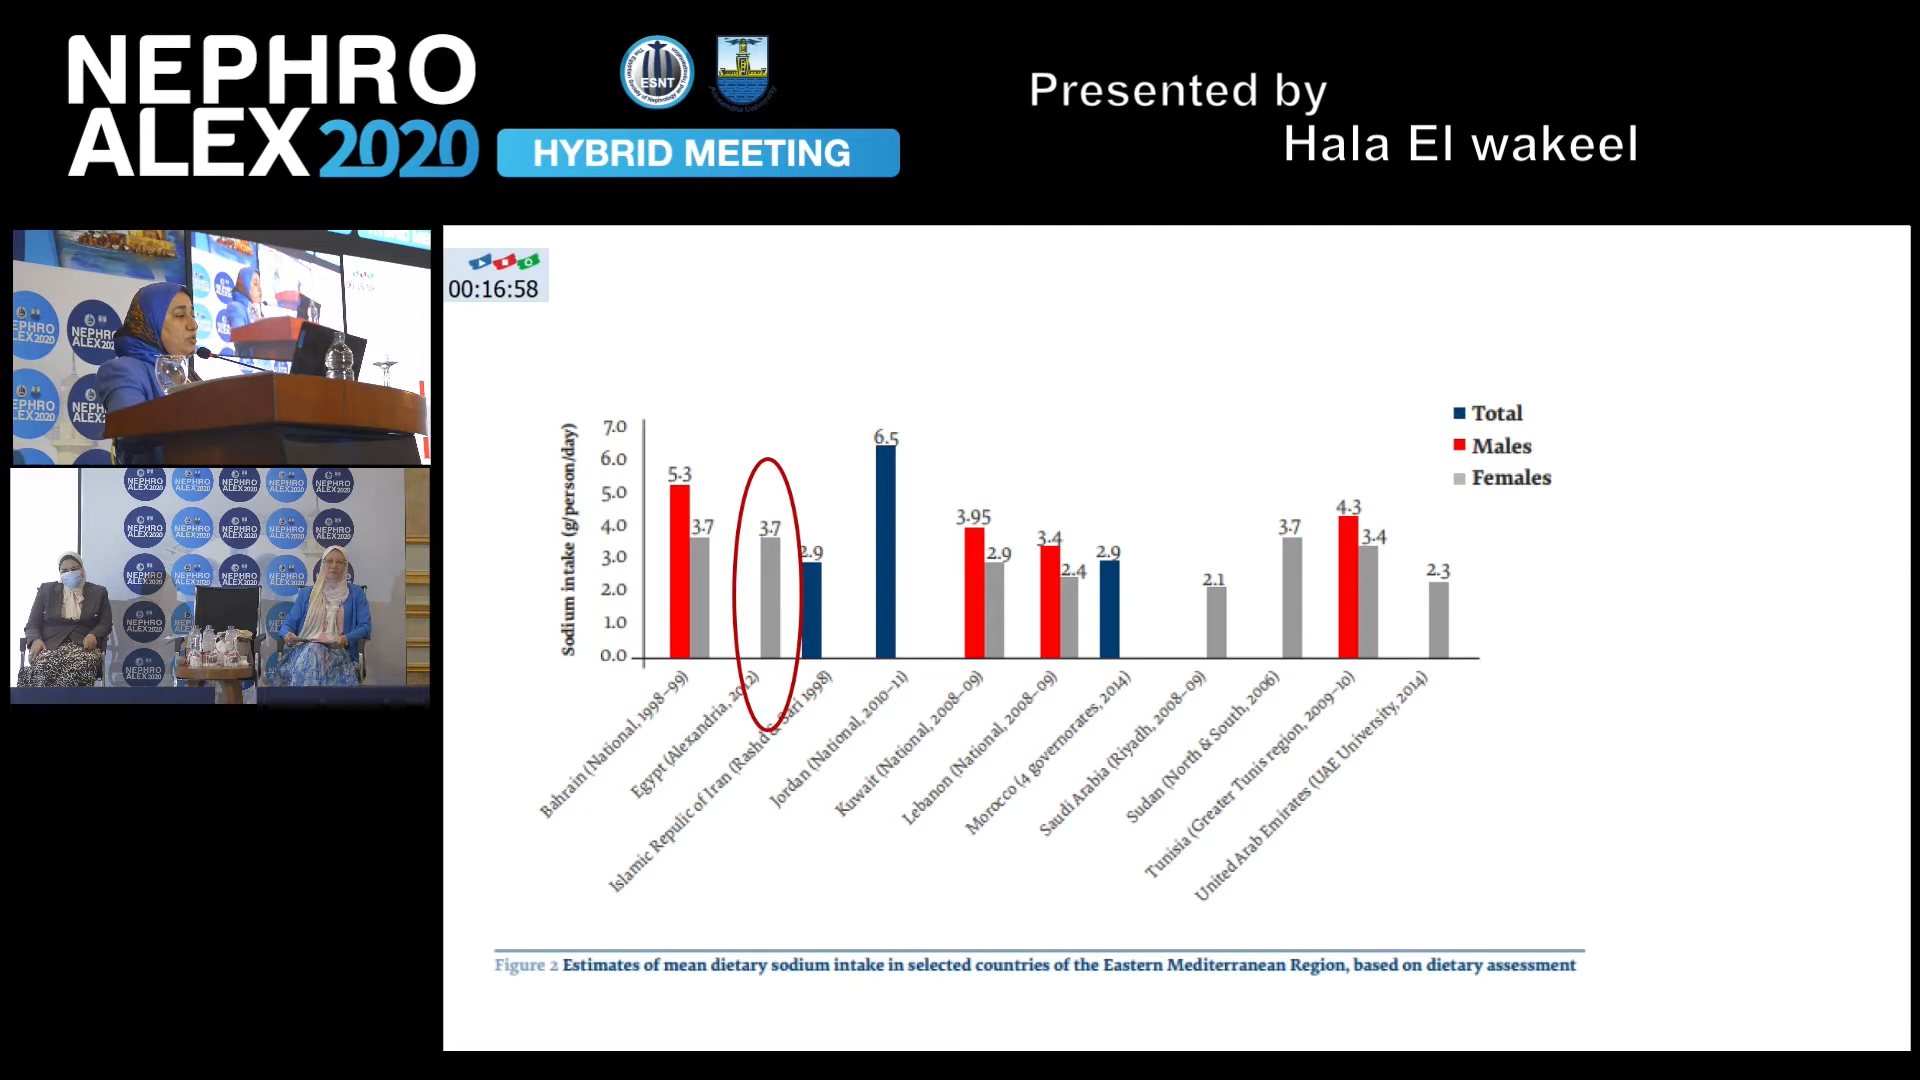 NEPHRO
ALEX 2020
ESNT
HYBRID MEETING
Presented by
Hala El wakeel
00:16:58
Sodium intake (g/person/day)
7.0
6.0
5.0
4.0
3.0
2.0
1.0
0.0
5.3
3.7
3.7
2.9
6.5
3.95
2.9
3.4
2.4
2.9
2.1
3.7
4.3
3.4
2.3
Total
Males
Females
Bahrain (National, 1998–99)
Egypt (Alexandria, 2012)
Islamic Repulic of Iran (Rashd & Sari 1998)
Jordan (National, 2010–11)
Kuwait (National, 2008–09)
Lebanon (National, 2008–09)
Morocco (4 governorates, 2014)
Saudi Arabia (Riyadh, 2008–09)
Sudan (North & South, 2006)
Tunisia (Greater Tunis region, 2009–10)
United Arab Emirates (UAE University, 2014)
Figure 2 Estimates of mean dietary sodium intake in selected countries of the Eastern Mediterranean Region, based on dietary assessment